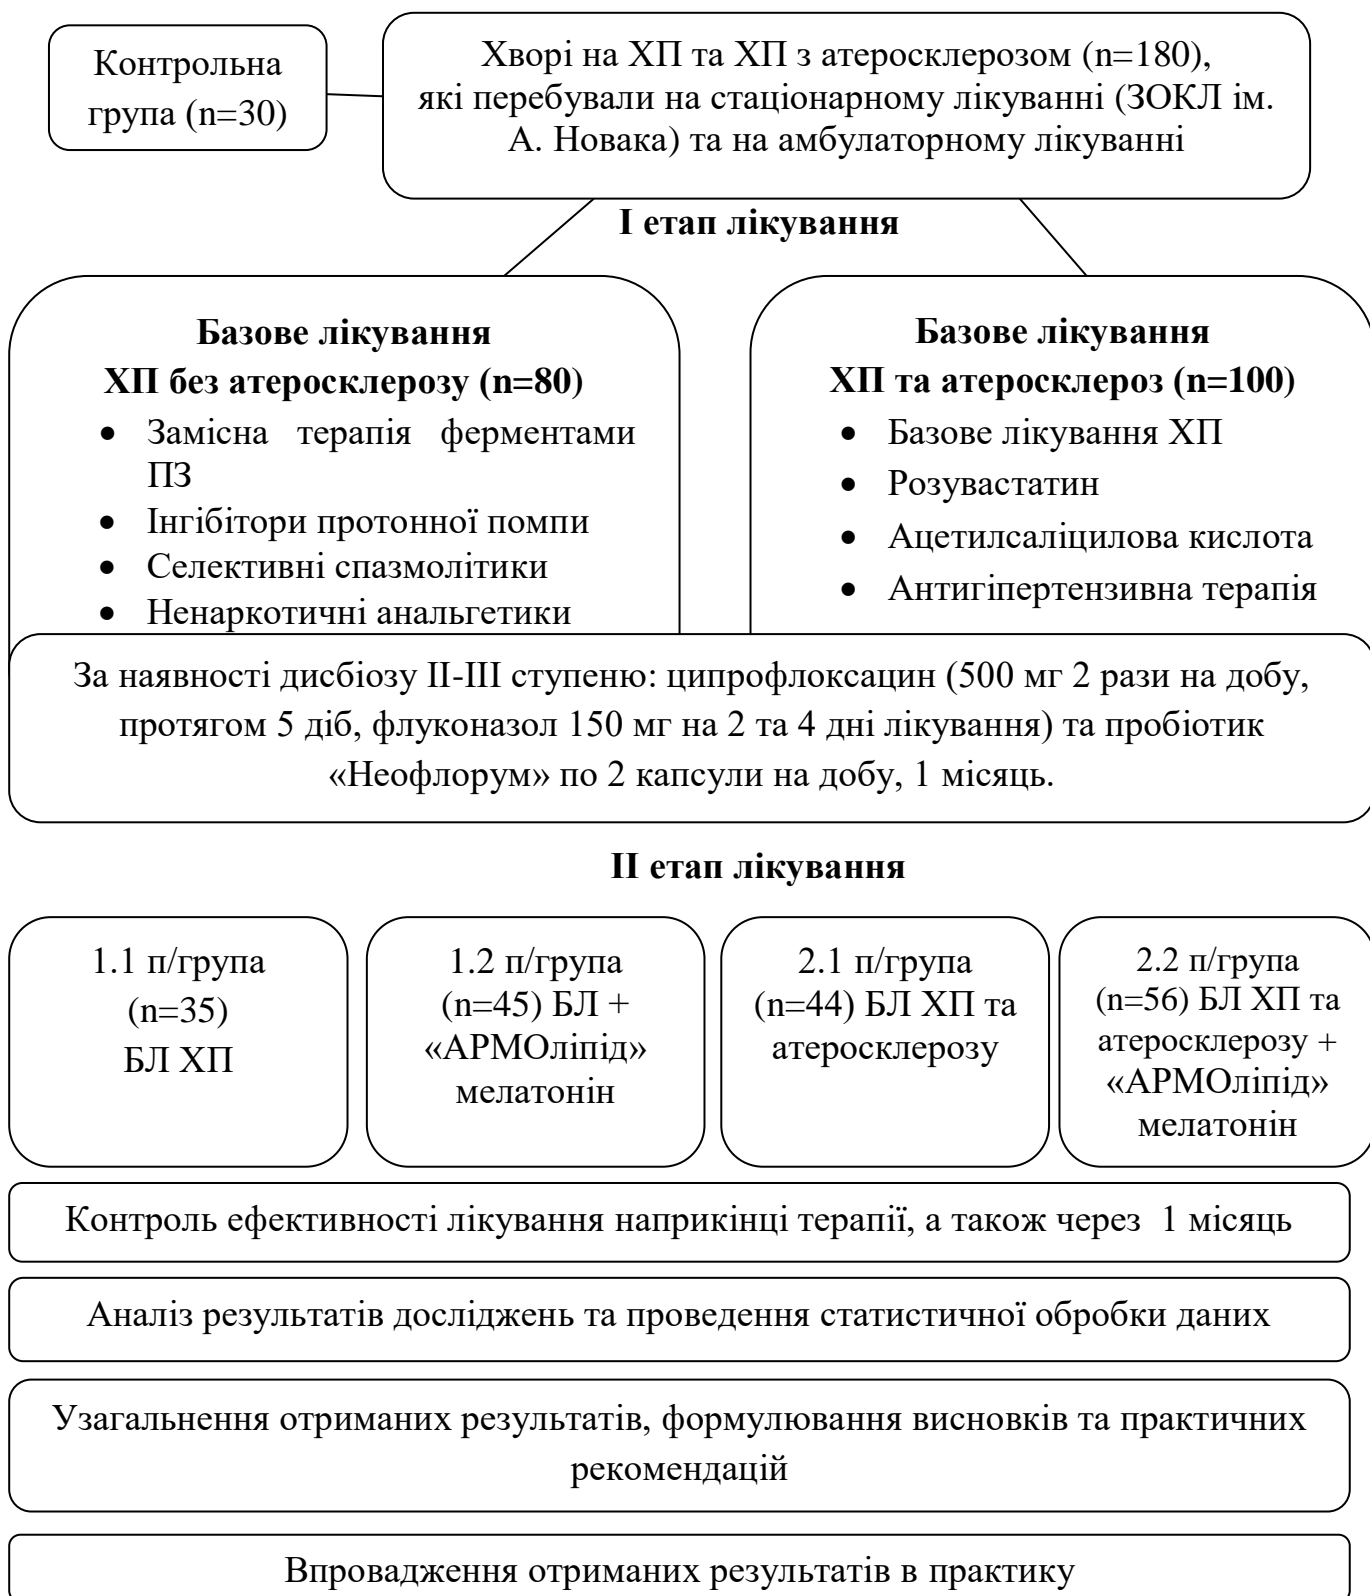 Контрольна
група (n=30)
Хворі на ХП та ХП з атеросклерозом (n=180),
які перебували на стаціонарному лікуванні (ЗОКЛ ім.
А. Новака) та на амбулаторному лікуванні
І етап лікування
Базове лікування
ХП без атеросклерозу (n=80)
• Замісна терапія ферментами
ПЗ
• Інгібітори протонної помпи
• Селективні спазмолітики
• Ненаркотичні анальгетики
Базове лікування
ХП та атеросклероз (n=100)
• Базове лікування ХП
• Розувастатин
• Ацетилсаліцилова кислота
• Антигіпертензивна терапія
За наявності дисбіозу ІІ-ІІІ ступеню: ципрофлоксацин (500 мг 2 рази на добу,
протягом 5 діб, флуконазол 150 мг на 2 та 4 дні лікування) та пробіотик
«Неофлорум» по 2 капсули на добу, 1 місяць.
ІІ етап лікування
1.1 п/група
(n=35)
БЛ ХП
1.2 п/група
(n=45) БЛ +
«АРМОліпід»
мелатонін
2.1 п/група
(n=44) БЛ ХП та
атеросклерозу
2.2 п/група
(n=56) БЛ ХП та
атеросклерозу +
«АРМОліпід»
мелатонін
Контроль ефективності лікування наприкінці терапії, а також через 1 місяць
Аналіз результатів досліджень та проведення статистичної обробки даних
Узагальнення отриманих результатів, формулювання висновків та практичних
рекомендацій
Впровадження отриманих результатів в практику